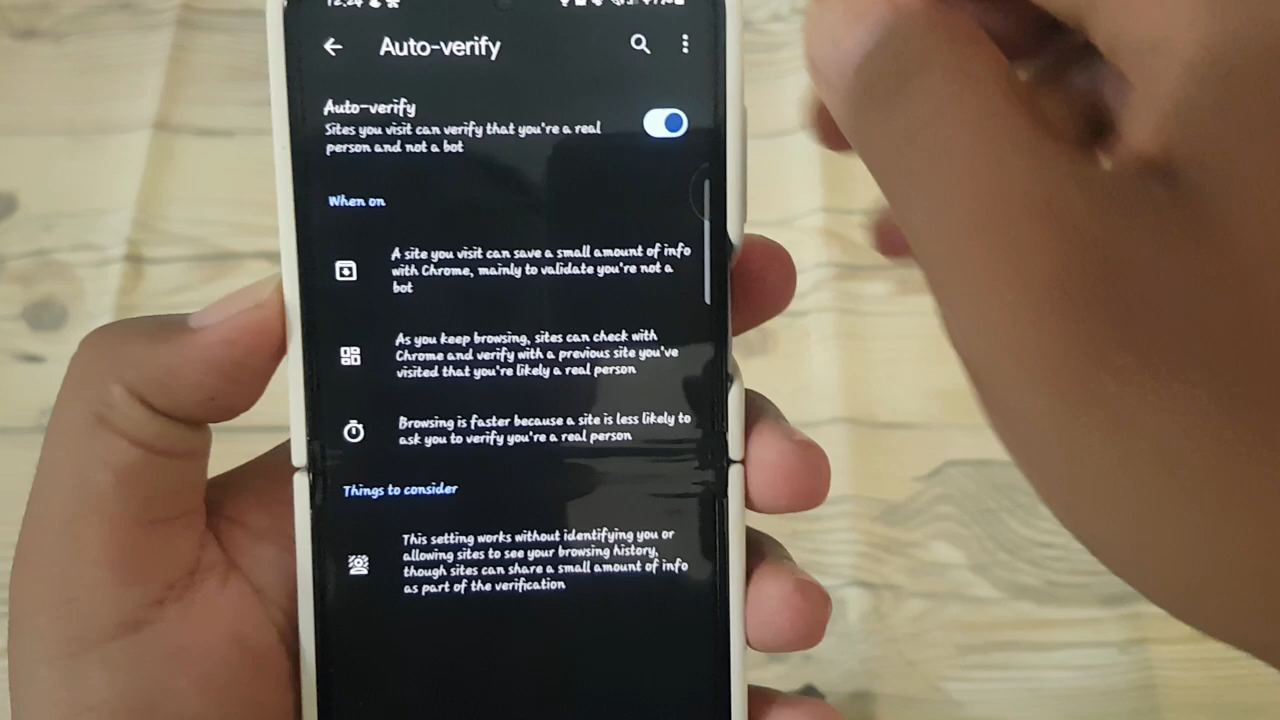 Auto-verify
Auto-verify
Sites you visit can verify that you're a real
person and not a bot
When on
A site you visit can save a small amount of info
with Chrome, mainly to validate you're not a
bot
As you keep browsing, sites can check with
Chrome and verify with a previous site you've
visited that you're likely a real person
Browsing is faster because a site is less likely to
ask you to verify you're a real person
Things to consider
This setting works without identifying you or
allowing sites to see your browsing history,
though sites can share a small amount of info
as part of the verification